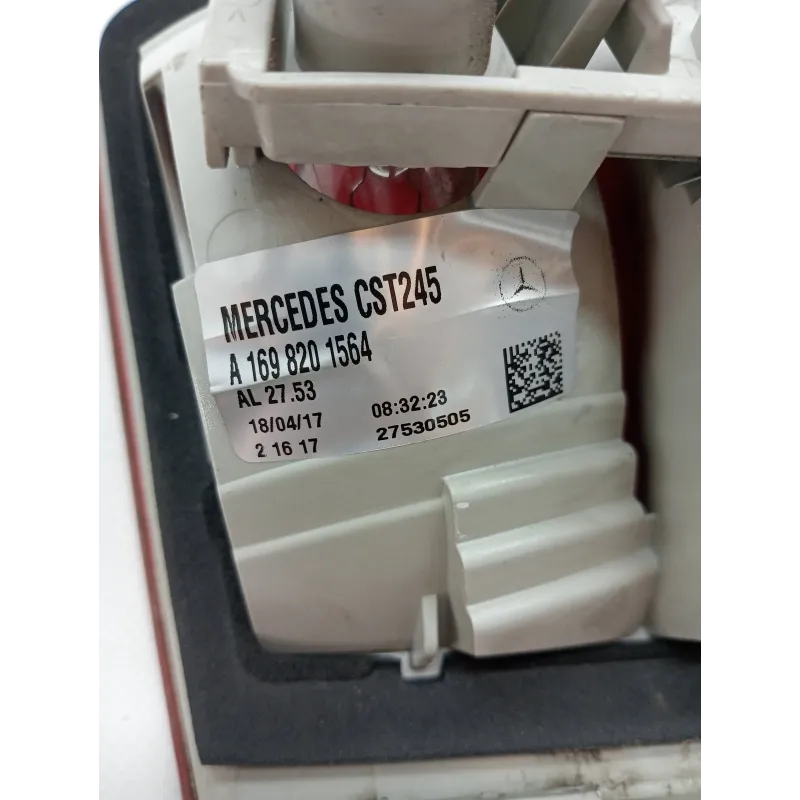 MERCEDES CST245
A 169 820 1564
AL 27.53
18/04/17 08:32:23
2 16 17 27530505